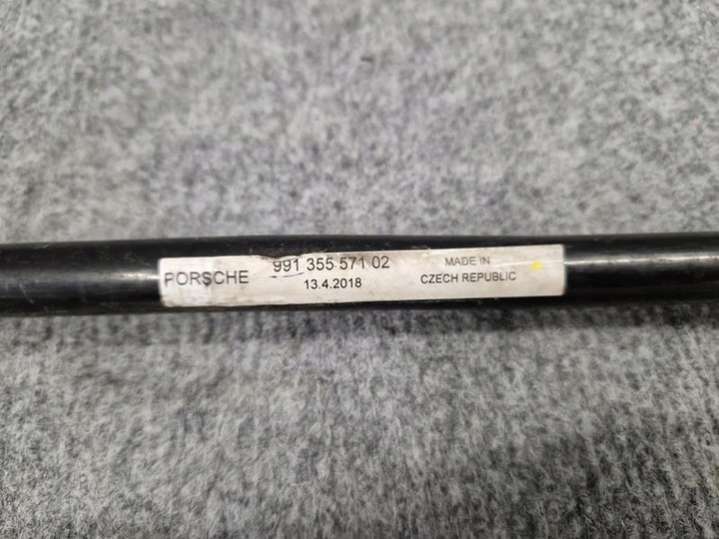 PORSCHE
991 355 571 02
13.4.2018
MADE IN
CZECH REPUBLIC